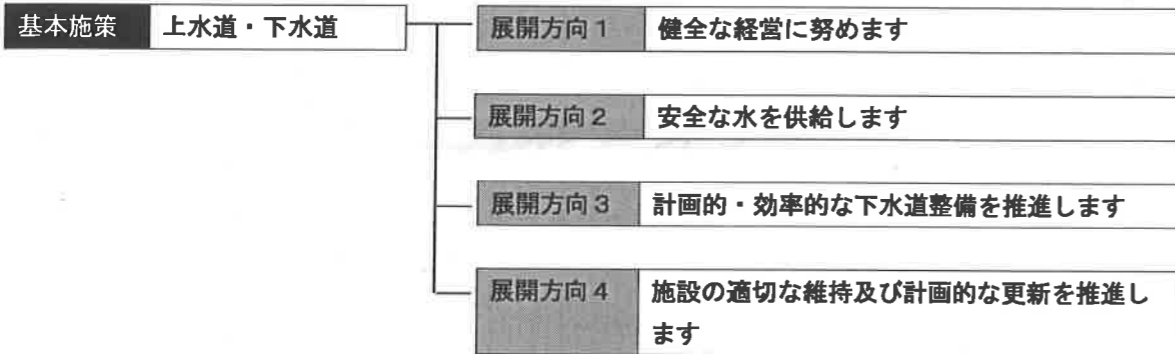 基本施策 上水道・下水道
展開方向1 健全な経営に努めます
展開方向2 安全な水を供給します
展開方向3 計画的・効率的な下水道整備を推進します
展開方向4 施設の適切な維持及び計画的な更新を推進し
ます